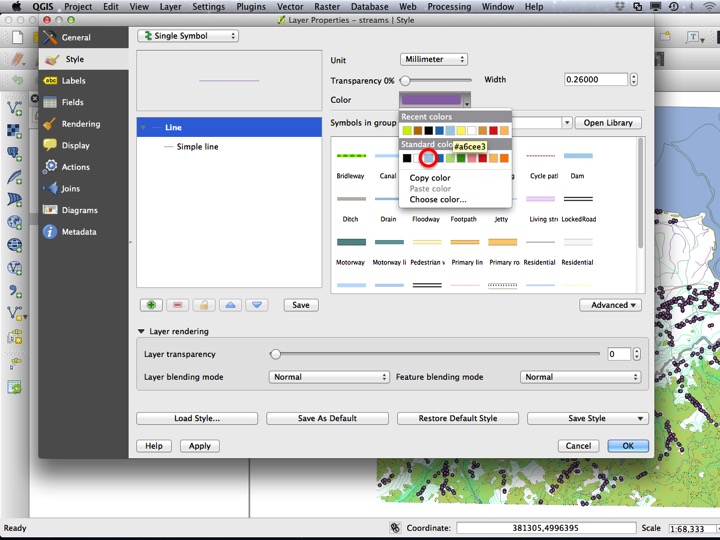 QGIS Project Edit View Layer Settings Plugins Vector Raster Database Web Processing Window Help
Layer Properties - streams | Style
General
Style
Labels
Fields
Rendering
Display
Actions
Joins
Diagrams
Metadata
Single Symbol
Unit Millimeter
Transparency 0% Width 0.26000
Color
Line
Simple line
Recent colors
Symbols in group Open Library
Standard colo
#a6cee3
Copy color
Paste color
Choose color...
Bridleway Canal Cycle pat Dam
Ditch Drain Floodway Footpath Jetty Living stre LockedRoad
Motorway Motorway li Pedestrian w Primary lin Primary ro Residential Residential
Save Advanced
Layer rendering
Layer transparency 0
Layer blending mode Normal Feature blending mode Normal
Load Style... Save As Default Restore Default Style Save Style
Help Apply Cancel OK
Ready Coordinate: 381305,4996395 Scale 1:68,333